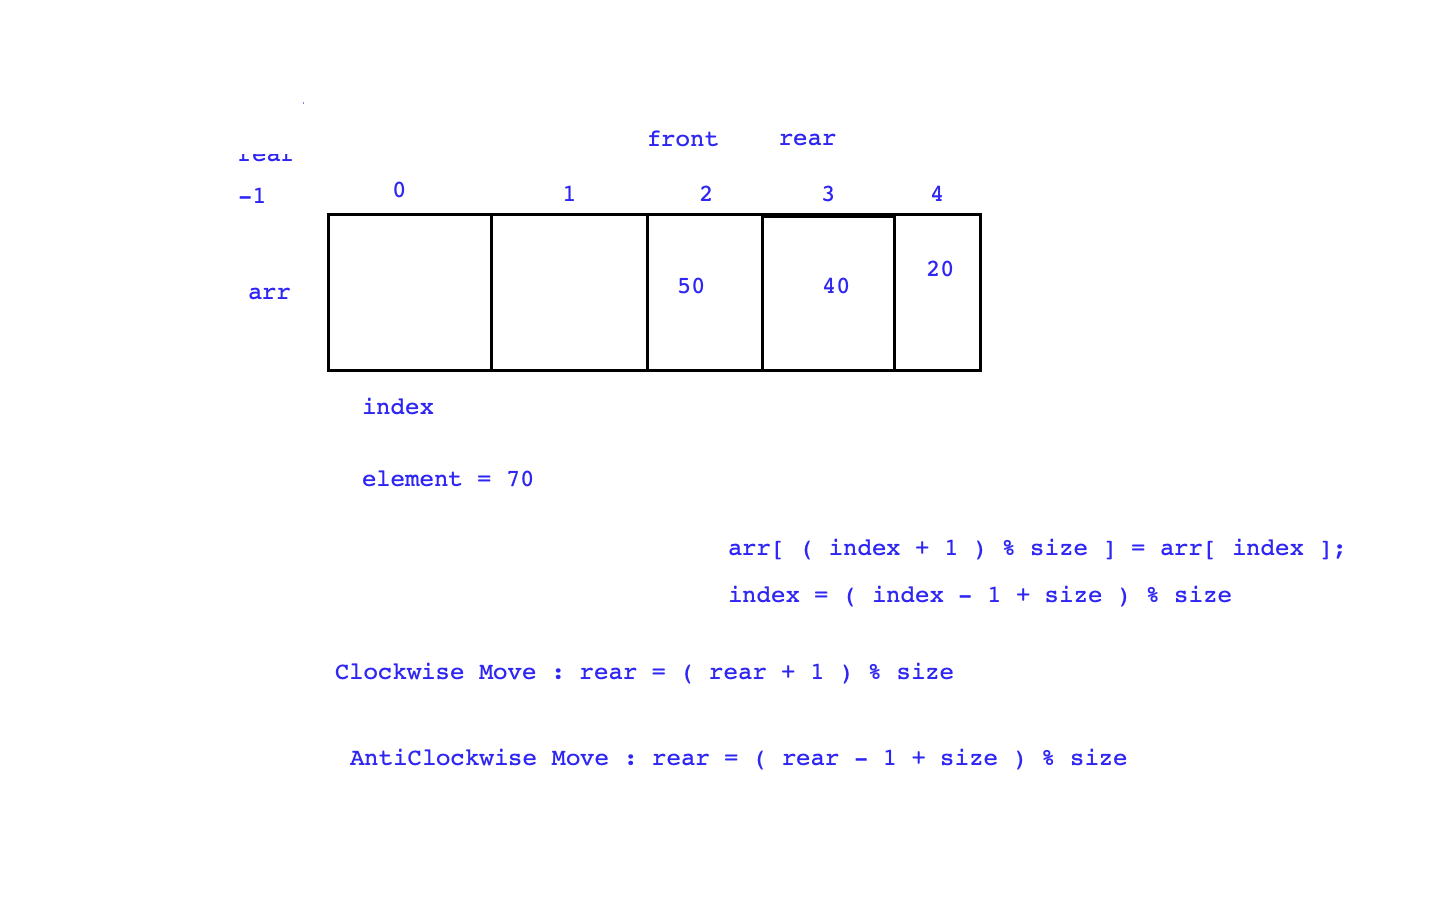 front rear
rear
-1 0 1 2 3 4
arr 50 40 20
index
element = 70
arr[ ( index + 1 ) % size ] = arr[ index ];
index = ( index - 1 + size ) % size
Clockwise Move : rear = ( rear + 1 ) % size
AntiClockwise Move : rear = ( rear - 1 + size ) % size